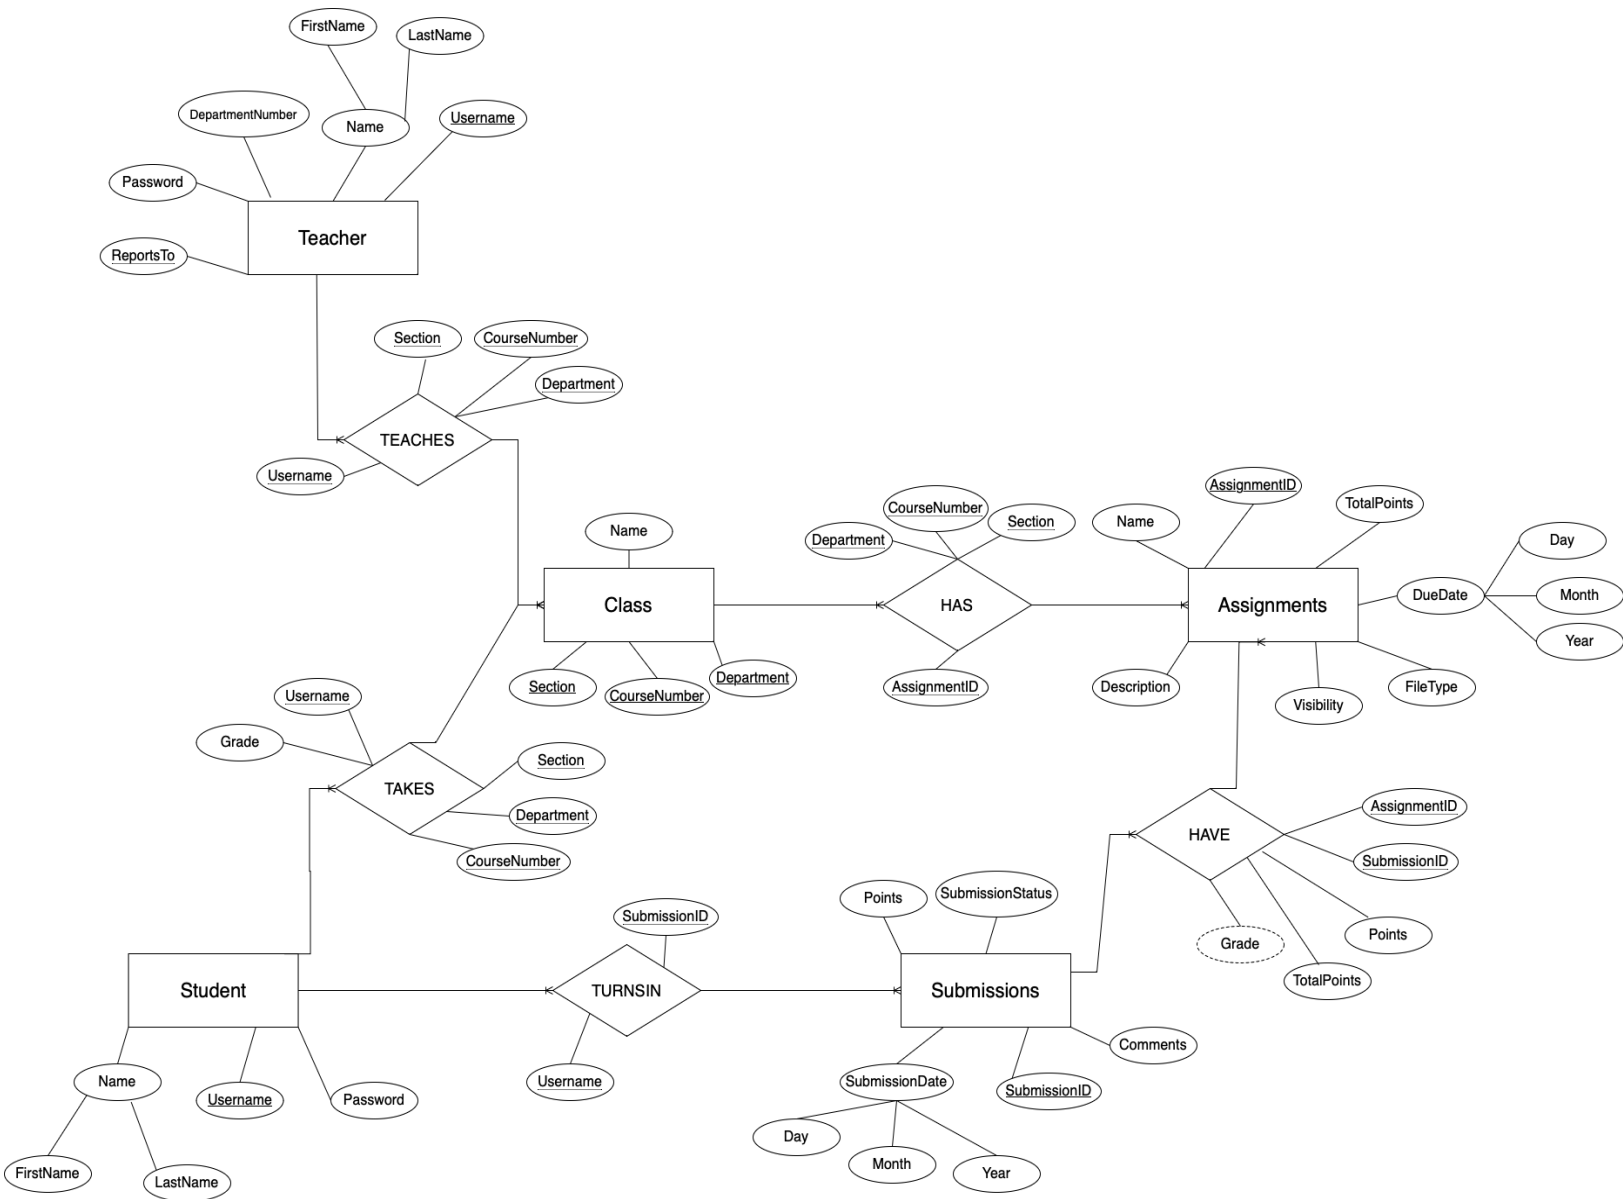 FirstName
LastName
DepartmentNumber
Name
Username
Password
Teacher
ReportsTo
Section
CourseNumber
Department
TEACHES
Username
Name
Class
Section
CourseNumber
Department
CourseNumber
Department
Section
HAS
AssignmentID
Name
AssignmentID
TotalPoints
Assignments
DueDate
Day
Month
Year
Description
Visibility
FileType
Username
Grade
TAKES
Section
Department
CourseNumber
HAVE
AssignmentID
SubmissionID
Points
TotalPoints
Grade
Student
Name
FirstName
LastName
Username
Password
SubmissionID
TURNSIN
Username
Points
SubmissionStatus
Submissions
Comments
SubmissionDate
SubmissionID
Day
Month
Year